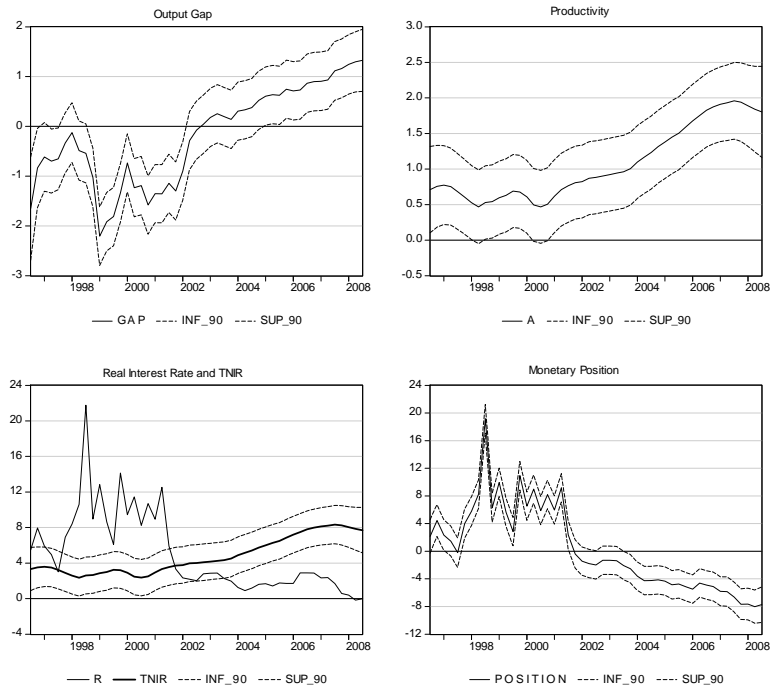 Output Gap
2
1
0
-1
-2
-3
1998 2000 2002 2004 2006 2008
GAP INF_90 SUP_90
Productivity
3.0
2.5
2.0
1.5
1.0
0.5
0.0
-0.5
1998 2000 2002 2004 2006 2008
A INF_90 SUP_90
Real Interest Rate and TNIR
24
20
16
12
8
4
0
-4
1998 2000 2002 2004 2006 2008
R TNIR INF_90 SUP_90
Monetary Position
24
20
16
12
8
4
0
-4
-8
-12
1998 2000 2002 2004 2006 2008
POSITION INF_90 SUP_90